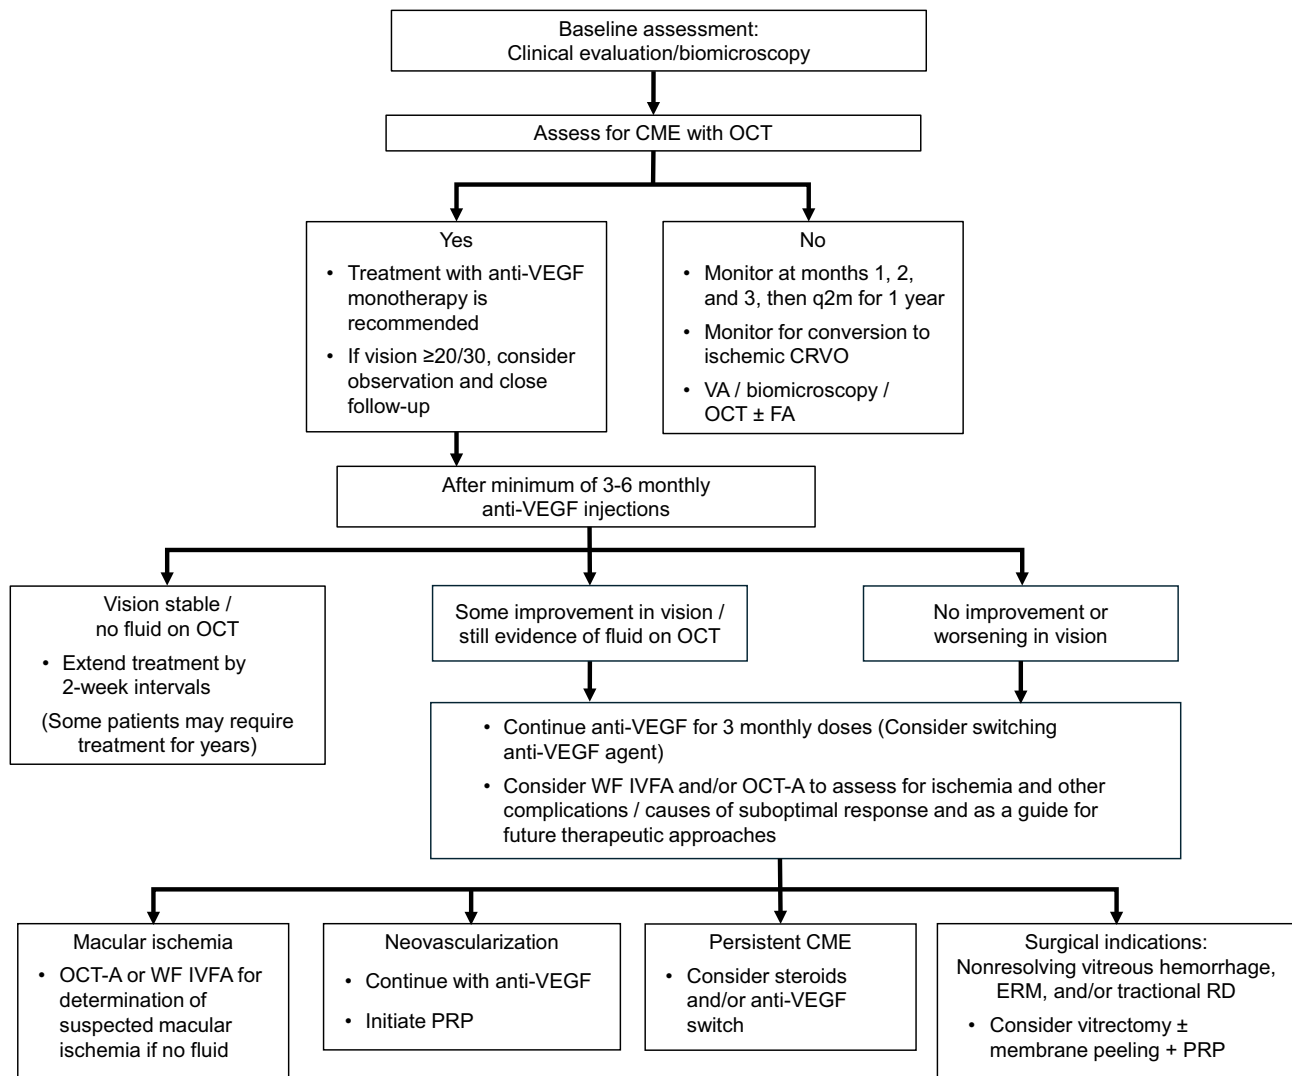 Baseline assessment:
Clinical evaluation/biomicroscopy
Assess for CME with OCT
Yes
• Treatment with anti-VEGF
monotherapy is
recommended
• If vision ≥20/30, consider
observation and close
follow-up
No
• Monitor at months 1, 2,
and 3, then q2m for 1 year
• Monitor for conversion to
ischemic CRVO
• VA / biomicroscopy /
OCT ± FA
After minimum of 3-6 monthly
anti-VEGF injections
Vision stable /
no fluid on OCT
• Extend treatment by
2-week intervals
(Some patients may require
treatment for years)
Some improvement in vision /
still evidence of fluid on OCT
No improvement or
worsening in vision
• Continue anti-VEGF for 3 monthly doses (Consider switching
anti-VEGF agent)
• Consider WF IVFA and/or OCT-A to assess for ischemia and other
complications / causes of suboptimal response and as a guide for
future therapeutic approaches
Macular ischemia
• OCT-A or WF IVFA for
determination of
suspected macular
ischemia if no fluid
Neovascularization
• Continue with anti-VEGF
• Initiate PRP
Persistent CME
• Consider steroids
and/or anti-VEGF
switch
Surgical indications:
Nonresolving vitreous hemorrhage,
ERM, and/or tractional RD
• Consider vitrectomy ±
membrane peeling + PRP